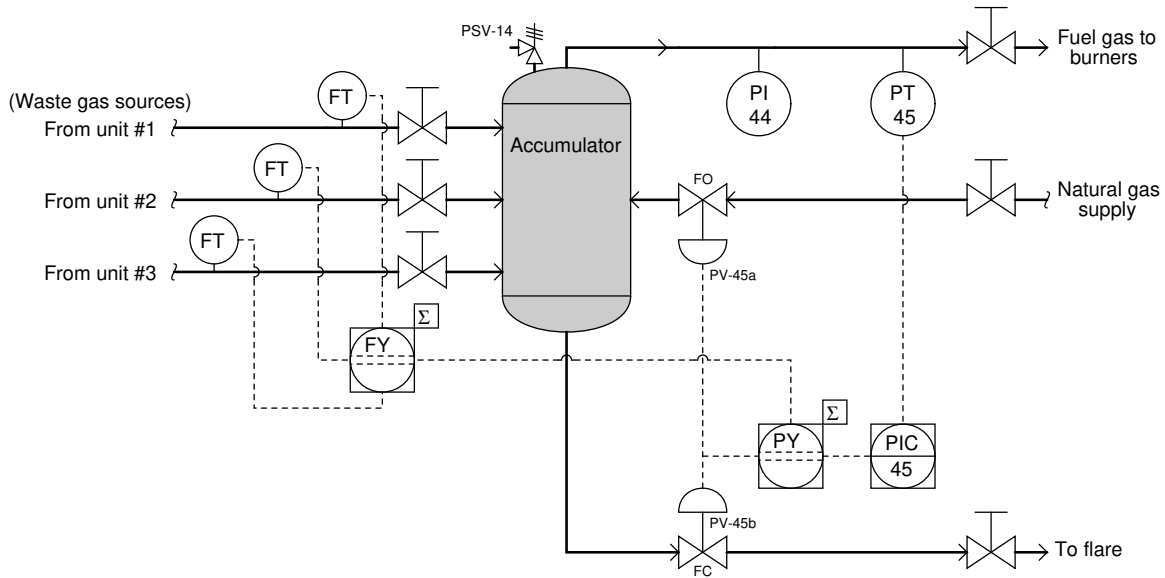 PSV-14
Fuel gas to
burners
(Waste gas sources)
FT
PI
44
PT
45
From unit #1
Accumulator
FT
FO
From unit #2
Natural gas
supply
FT
From unit #3
PV-45a
Σ
FY
Σ
PY
PIC
45
PV-45b
To flare
FC